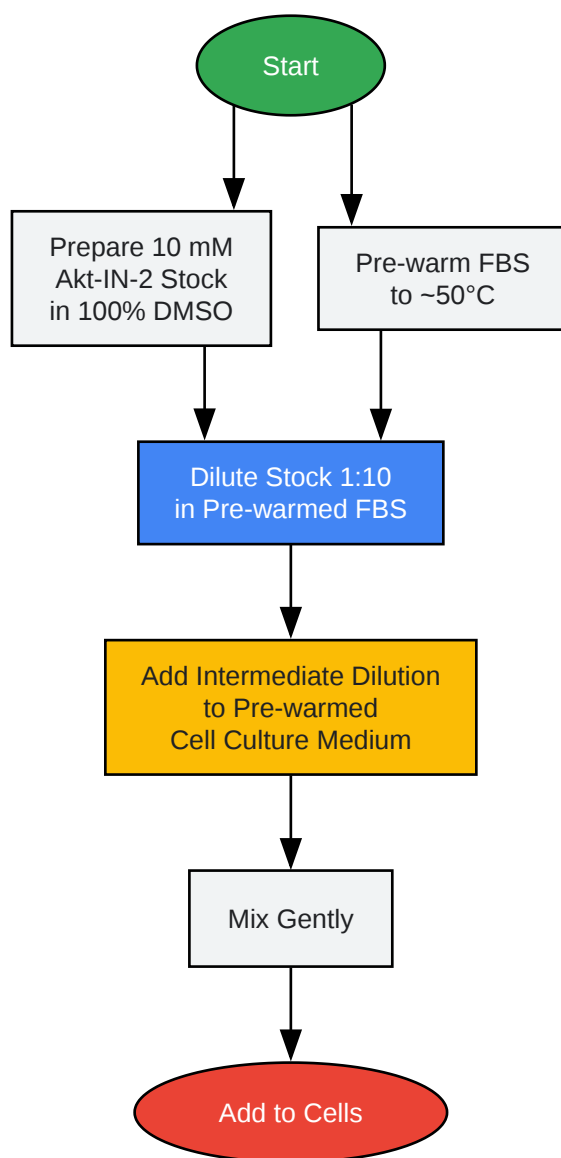 Start
Prepare 10 mM
Akt-IN-2 Stock
in 100% DMSO
Pre-warm FBS
to ~50°C
Dilute Stock 1:10
in Pre-warmed FBS
Add Intermediate Dilution
to Pre-warmed
Cell Culture Medium
Mix Gently
Add to Cells